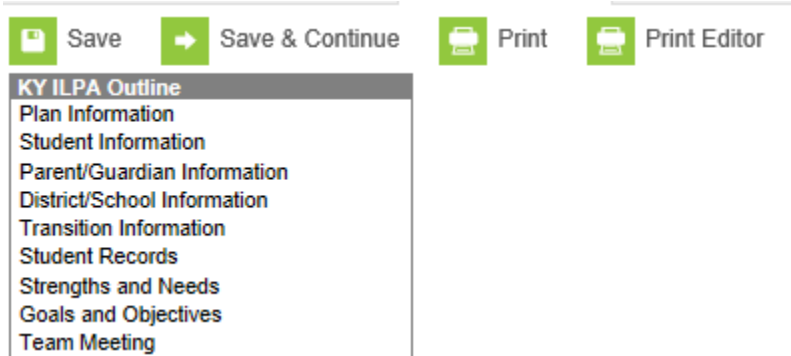 Save Save & Continue Print Print Editor
KY ILPA Outline
Plan Information
Student Information
Parent/Guardian Information
District/School Information
Transition Information
Student Records
Strengths and Needs
Goals and Objectives
Team Meeting